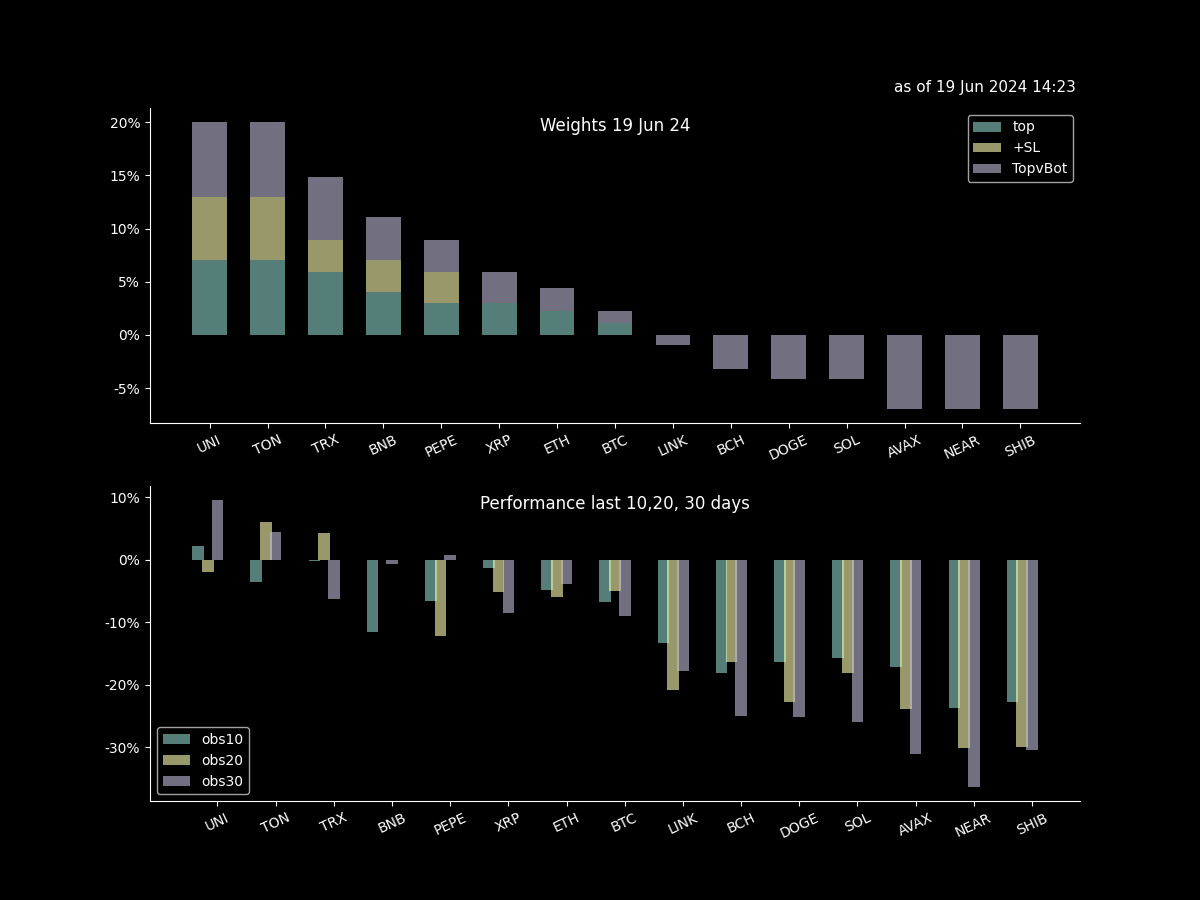 as of 19 Jun 2024 14:23
Weights 19 Jun 24
top
+SL
TopvBot
20%
15%
10%
5%
0%
-5%
UNI TON TRX BNB PEPE XRP ETH BTC LINK BCH DOGE SOL AVAX NEAR SHIB
Performance last 10,20, 30 days
10%
0%
-10%
-20%
-30%
obs10
obs20
obs30
UNI TON TRX BNB PEPE XRP ETH BTC LINK BCH DOGE SOL AVAX NEAR SHIB